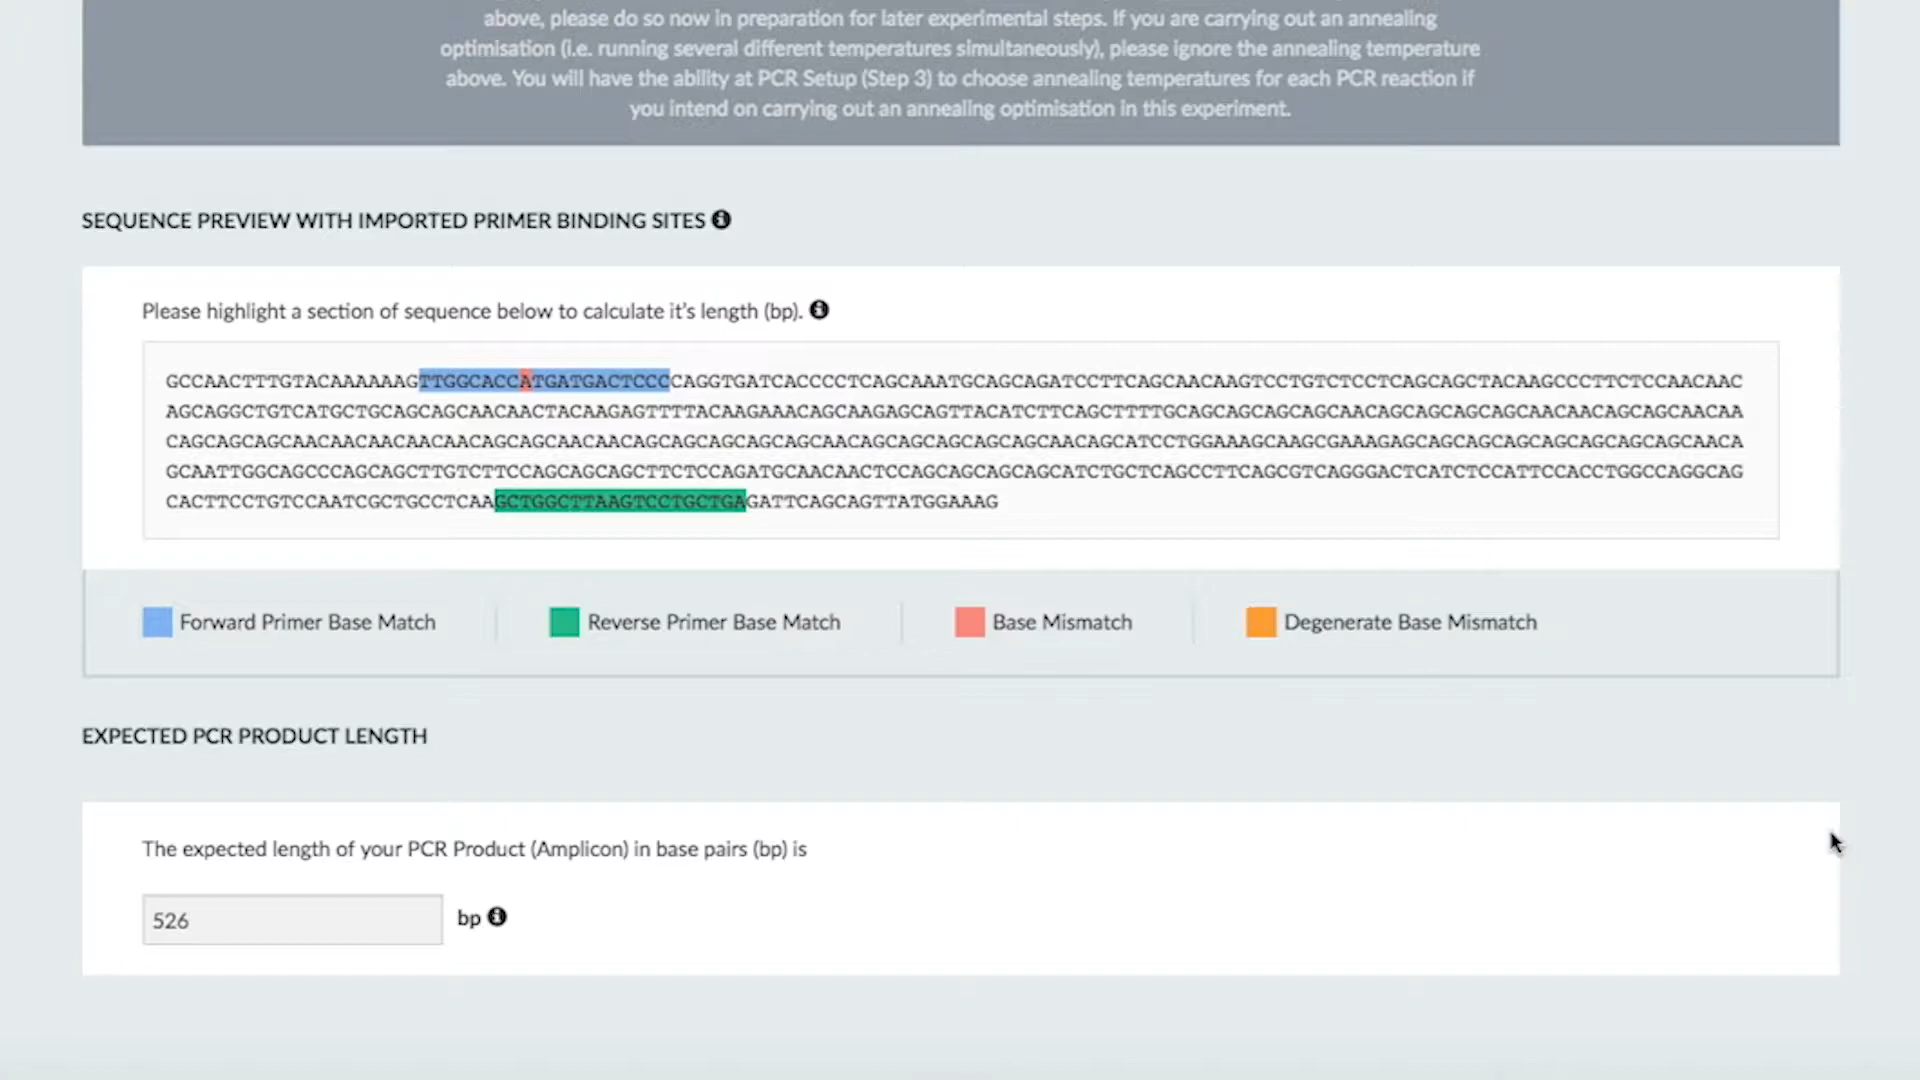 above, please do so now in preparation for later experimental steps. If you are carrying out an annealing
optimisation (i.e. running several different temperatures simultaneously), please ignore the annealing temperature
above. You will have the ability at PCR Setup (Step 3) to choose annealing temperatures for each PCR reaction if
you intend on carrying out an annealing optimisation in this experiment.
SEQUENCE PREVIEW WITH IMPORTED PRIMER BINDING SITES
Please highlight a section of sequence below to calculate it's length (bp).
GCCAACTTTGTACAAAAAAGTTGGCACCATGATGACTCCCCCAGGTGATCACCCCTCAGCAAATGCAGCAGATCCTTCAGCAACAAGTCCTGTCTCCTCAGCAGCTACAAGCCCTTCTCCAACAAC
AGCAGGCTGTCATGCTGCAGCAGCAACAACTACAAGAGTTTTACAAGAAACAGCAAGAGCAGTTACATCTTCAGCTTTTGCAGCAGCAGCAGCAACAGCAGCAGCAGCAACAACAGCAGCAACAA
CAGCAGCAGCAACAACAACAACAACAGCAGCAACAACAGCAGCAGCAGCAGCAACAGCAGCAGCAGCAGCAACAGCATCCTGGAAAGCAAGCGAAAGAGCAGCAGCAGCAGCAGCAGCAGCAACA
GCAATTGGCAGCCCAGCAGCTTGTCTTCCAGCAGCAGCTTCTCCAGATGCAACAACTCCAGCAGCAGCAGCATCTGCTCAGCCTTCAGCGTCAGGGACTCATCTCCATTCCACCTGGCCAGGCAG
CACTTCCTGTCCAATCGCTGCCTCAAGCTGGCTTAAGTCCTGCTGAGATTCAGCAGTTATGGAAAG
Forward Primer Base Match
Reverse Primer Base Match
Base Mismatch
Degenerate Base Mismatch
EXPECTED PCR PRODUCT LENGTH
The expected length of your PCR Product (Amplicon) in base pairs (bp) is
526
bp